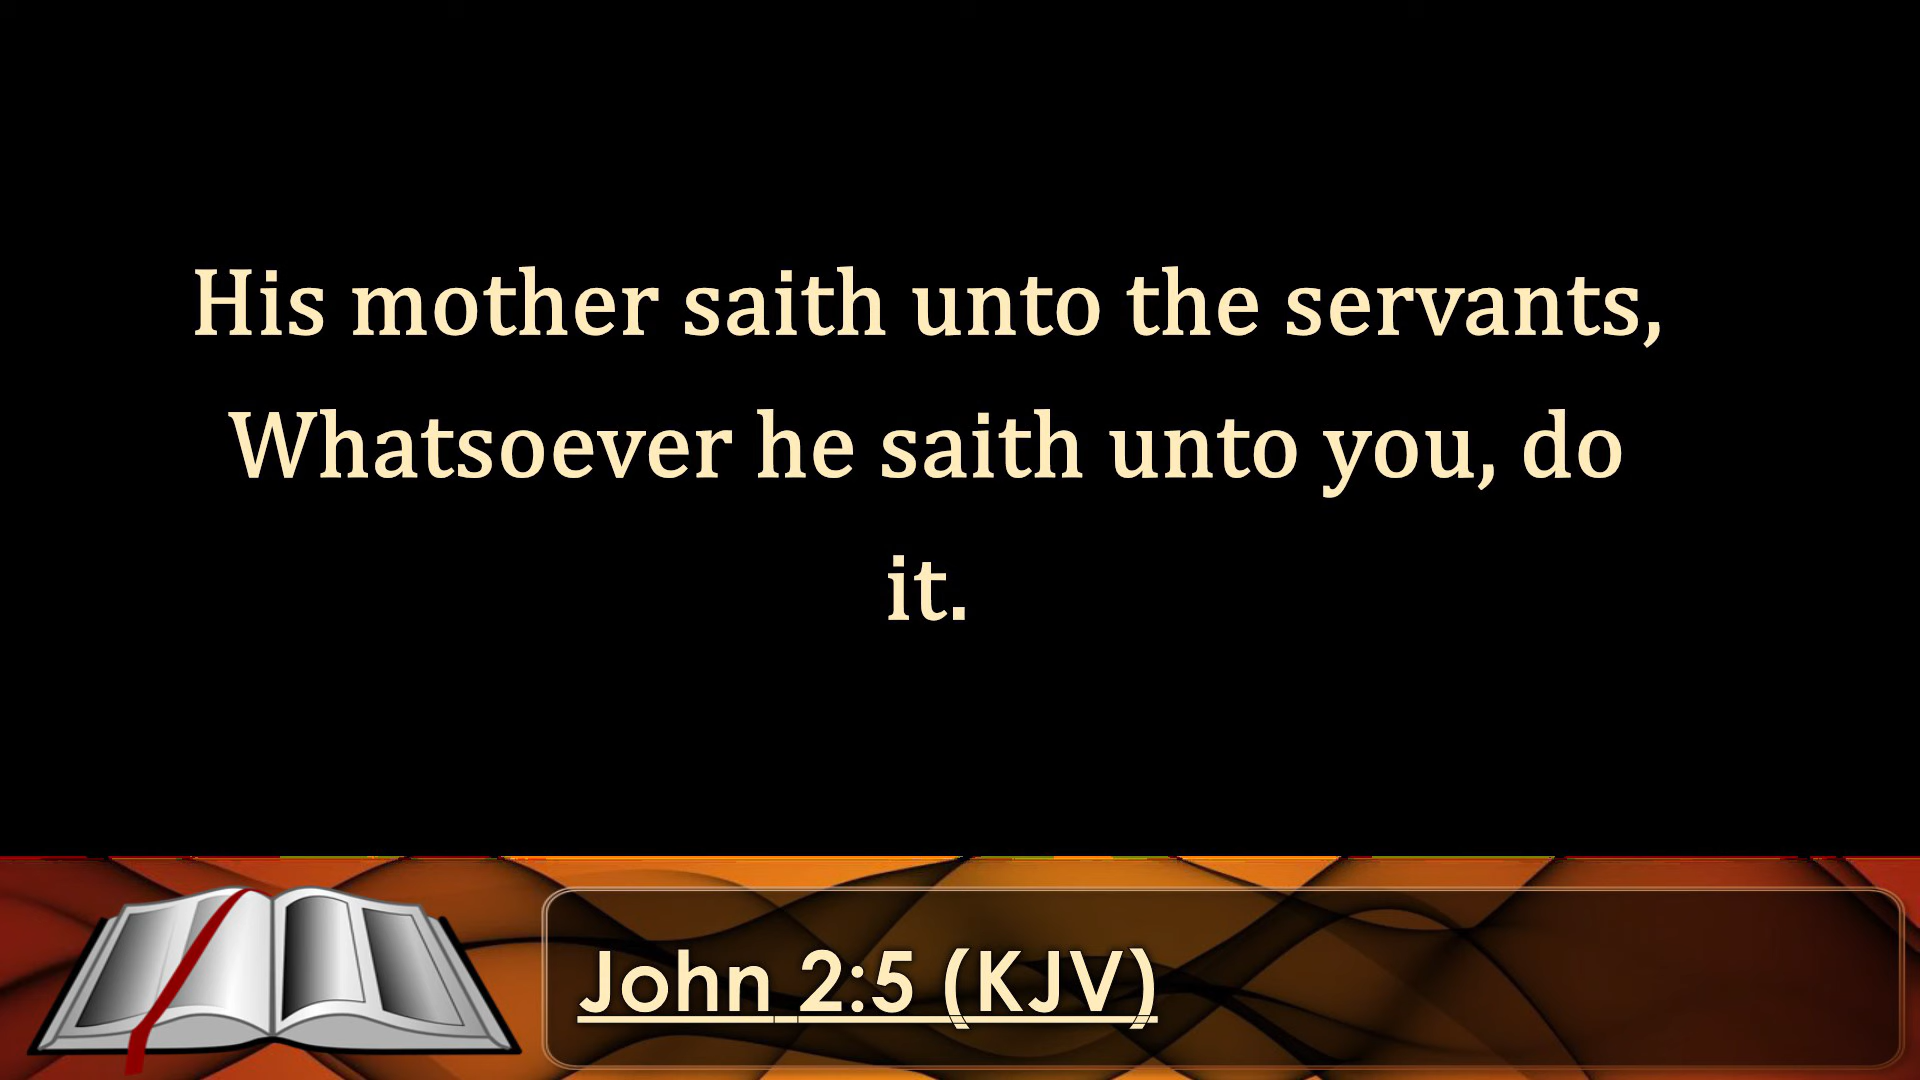 His mother saith unto the servants,
Whatsoever he saith unto you, do
it.
John 2:5 (KJV)